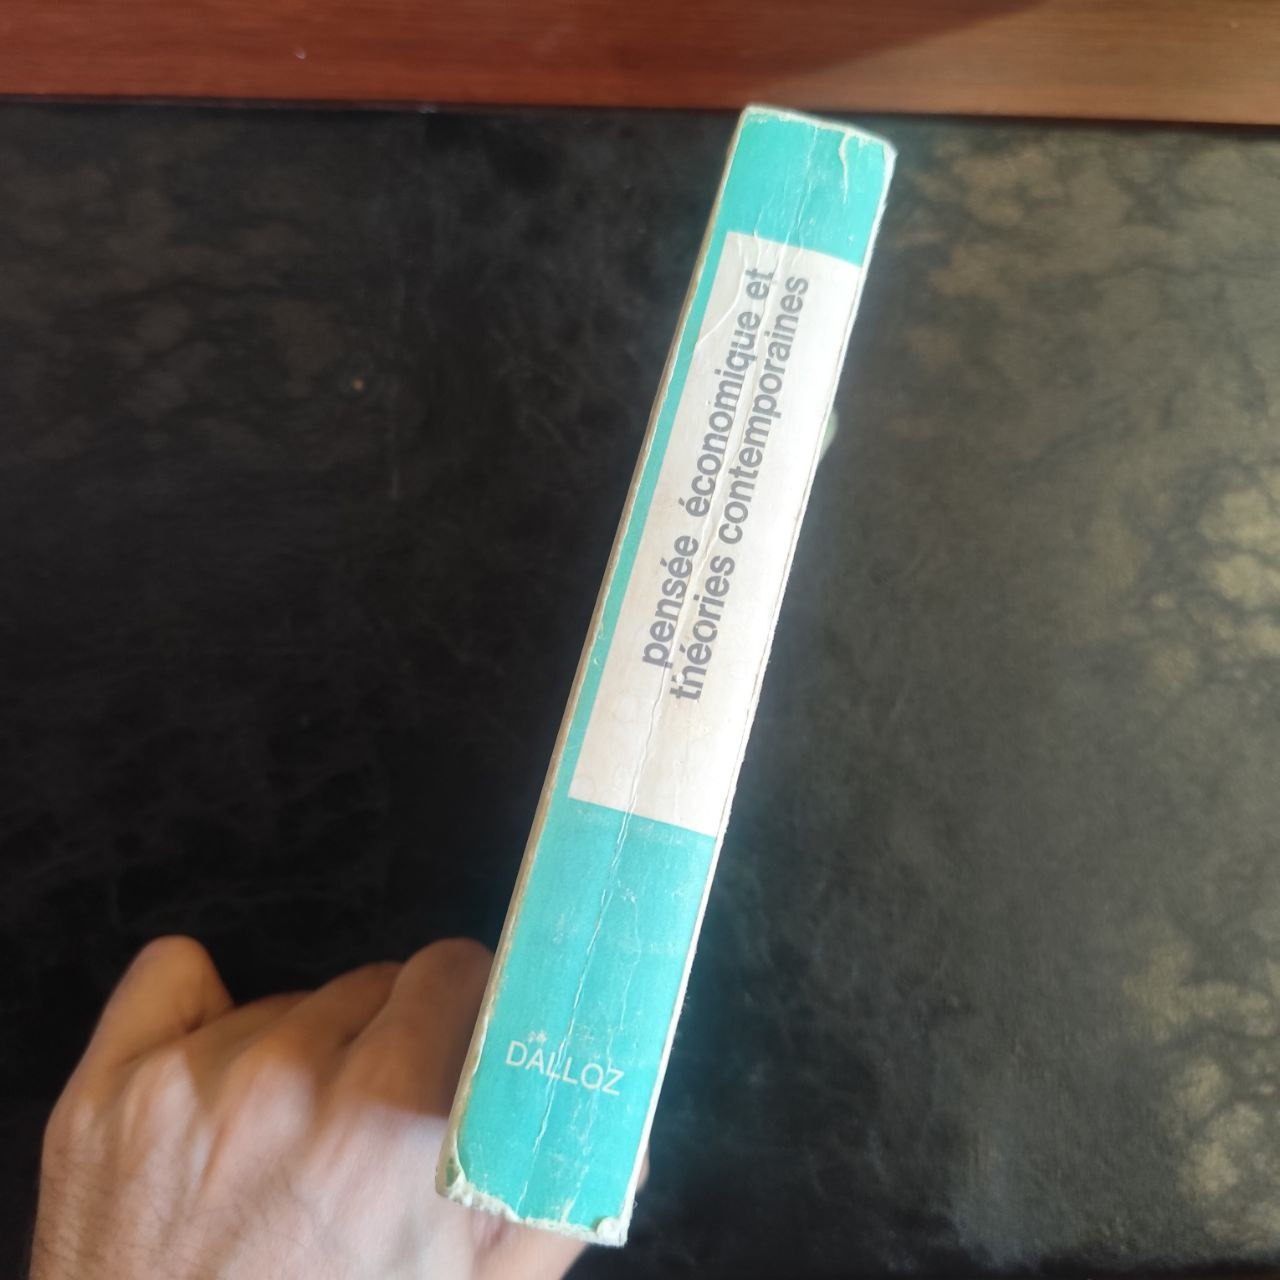 pensée économique et
théories contemporaines
DALLOZ